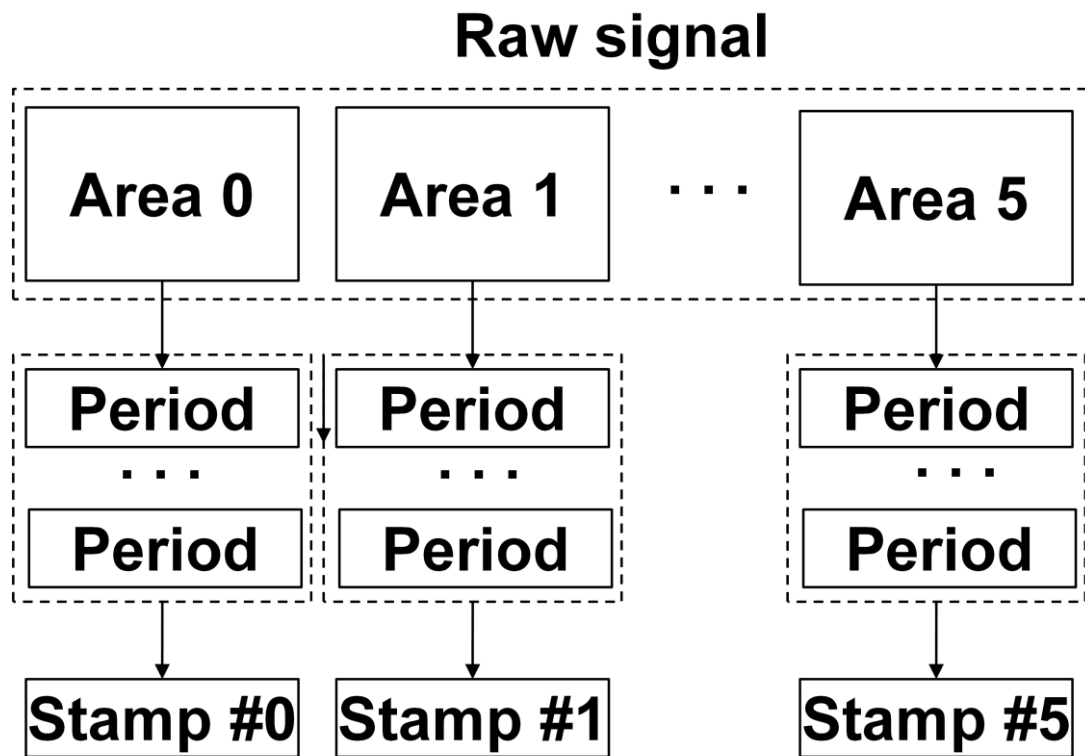 Raw signal
Area 0 Area 1 . . . Area 5
Period Period Period
. . . . . . . . .
Period Period Period
Stamp #0 Stamp #1 Stamp #5